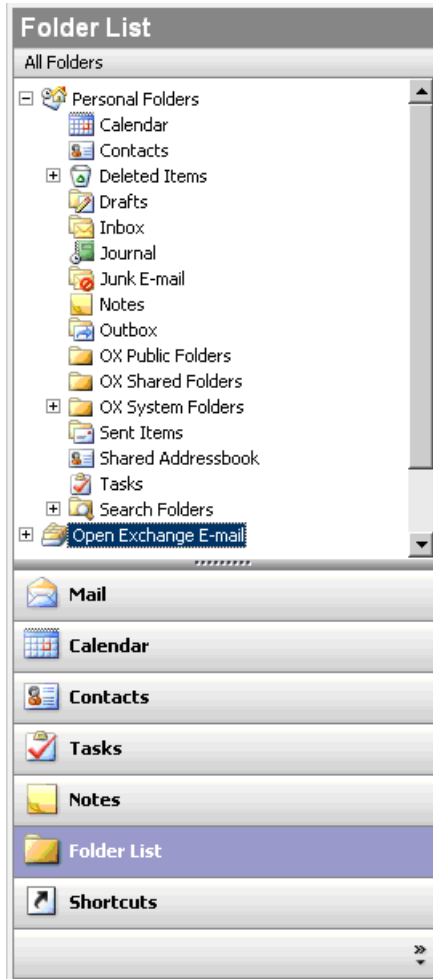 Folder List
All Folders
Personal Folders
Calendar
Contacts
Deleted Items
Drafts
Inbox
Journal
Junk E-mail
Notes
Outbox
OX Public Folders
OX Shared Folders
OX System Folders
Sent Items
Shared Addressbook
Tasks
Search Folders
Open Exchange E-mail
Mail
Calendar
Contacts
Tasks
Notes
Folder List
Shortcuts